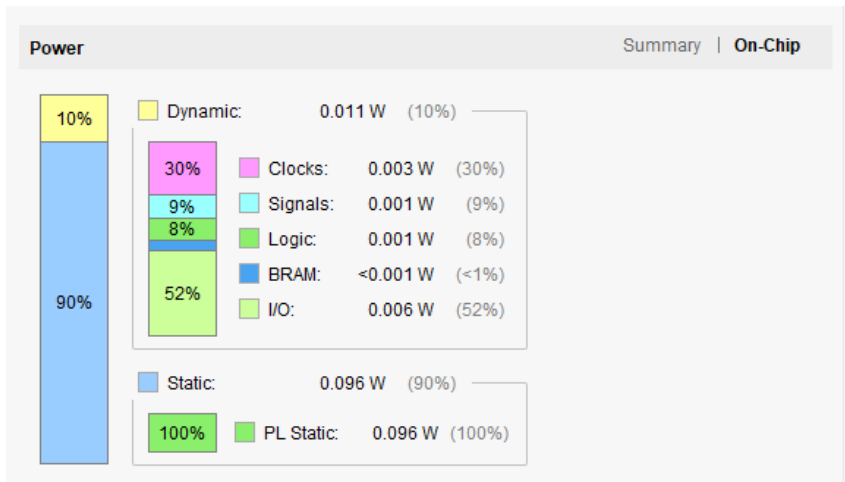 Power
Summary | On-Chip
10%
90%
Dynamic: 0.011 W (10%)
30%
9%
8%
52%
Clocks: 0.003 W (30%)
Signals: 0.001 W (9%)
Logic: 0.001 W (8%)
BRAM: <0.001 W (<1%)
I/O: 0.006 W (52%)
Static: 0.096 W (90%)
100%
PL Static: 0.096 W (100%)